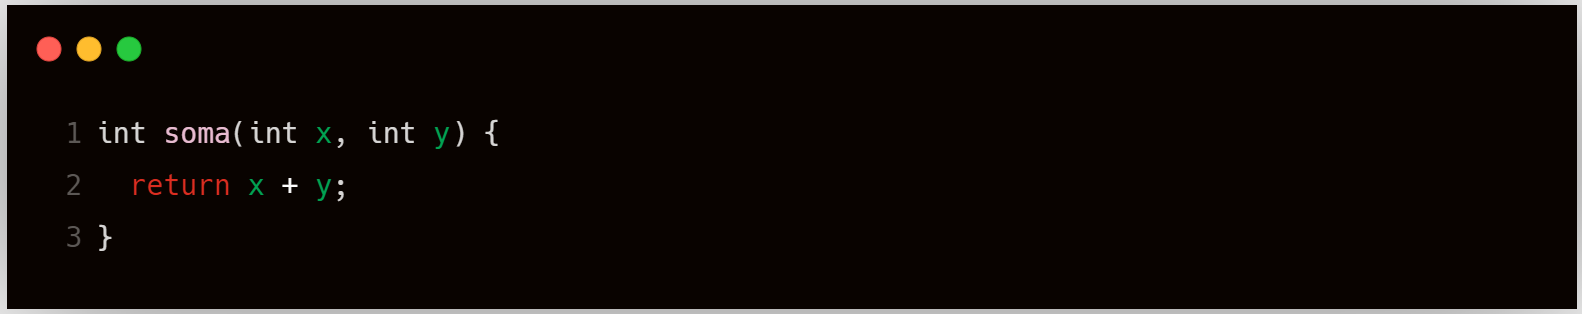 1 int soma(int x, int y) {
2   return x + y;
3 }